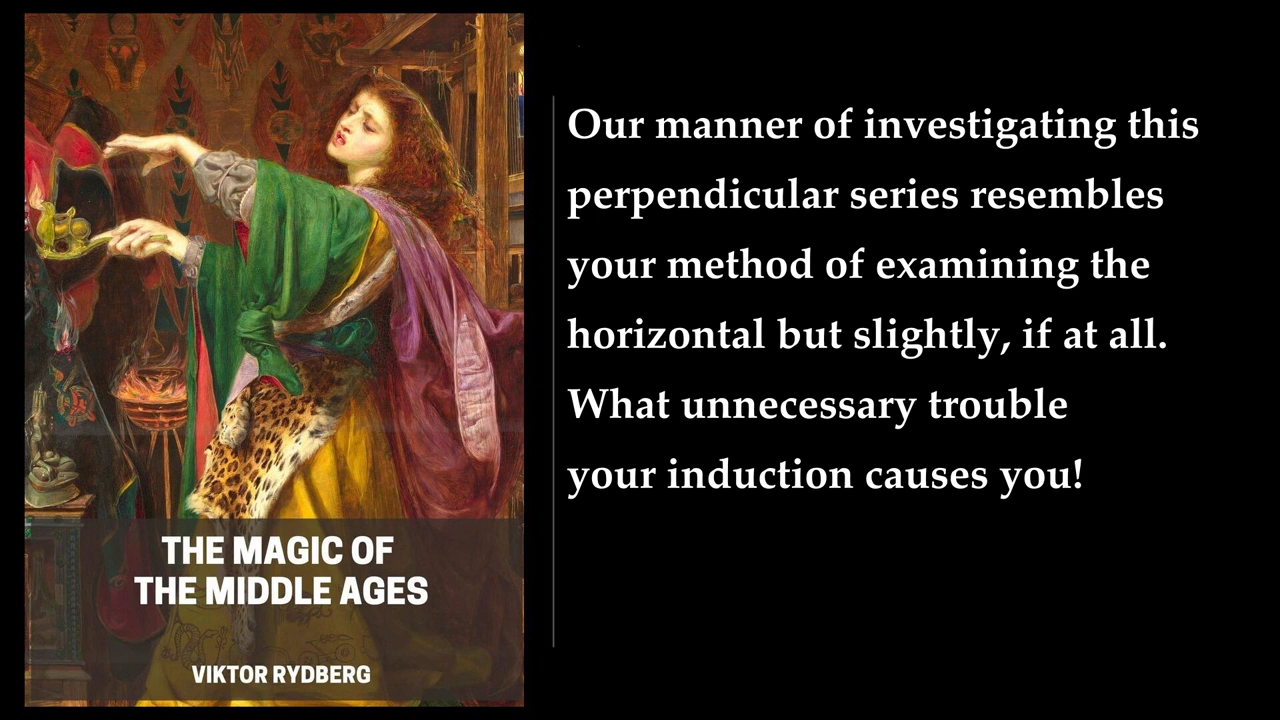 THE MAGIC OF
THE MIDDLE AGES
VIKTOR RYDBERG
Our manner of investigating this
perpendicular series resembles
your method of examining the
horizontal but slightly, if at all.
What unnecessary trouble
your induction causes you!